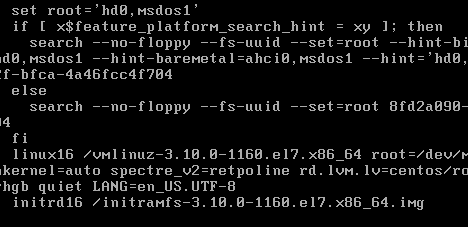 set root='hd0,msdos1'
if [ x$feature_platform_search_hint = xy ]; then
search --no-floppy --fs-uuid --set=root --hint-bi
hd0,msdos1 --hint-baremetal=ahci0,msdos1 --hint='hd0,
2f-bfca-4a46fcc4f704
else
search --no-floppy --fs-uuid --set=root 8fd2a090-
04
fi
linux16 /vmlinuz-3.10.0-1160.el7.x86_64 root=/dev/m
hkernel=auto spectre_v2=retpoline rd.lvm.lv=centos/ro
rhgb quiet LANG=en_US.UTF-8
initrd16 /initramfs-3.10.0-1160.el7.x86_64.img